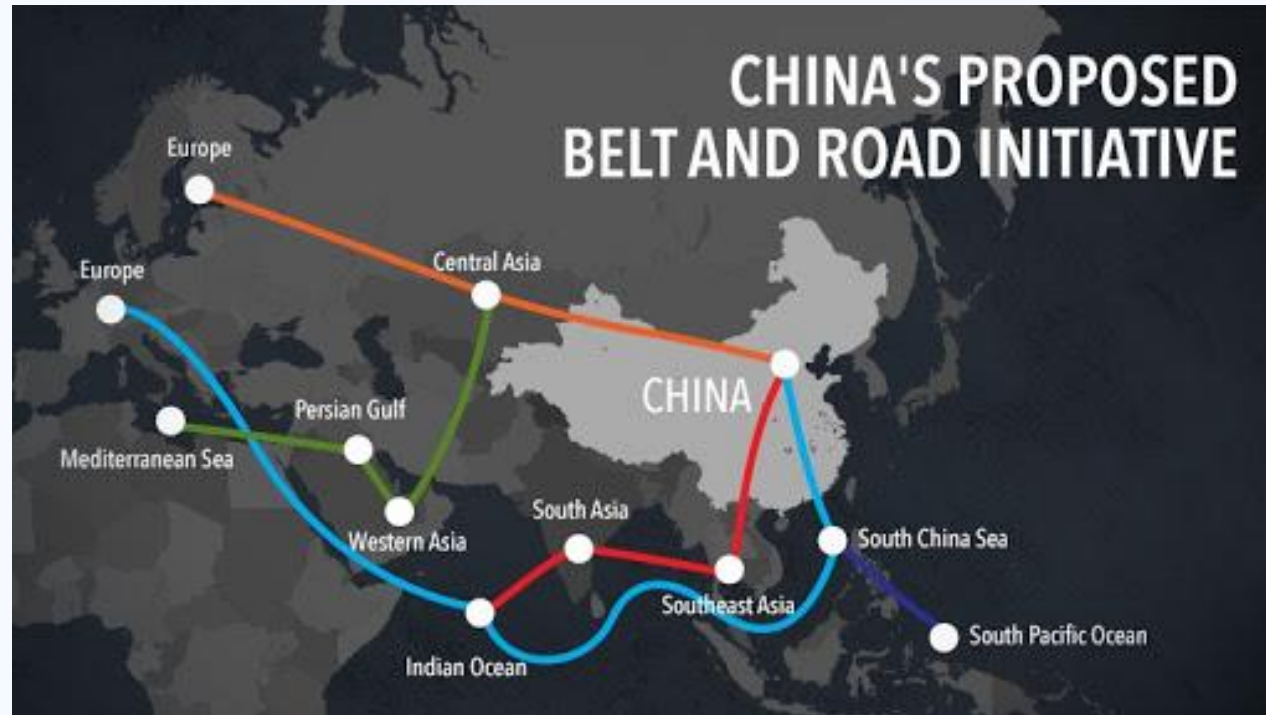 CHINA'S PROPOSED
BELT AND ROAD INITIATIVE
Europe
Europe
Central Asia
CHINA
Persian Gulf
Mediterranean Sea
South Asia
Western Asia
South China Sea
Southeast Asia
South Pacific Ocean
Indian Ocean